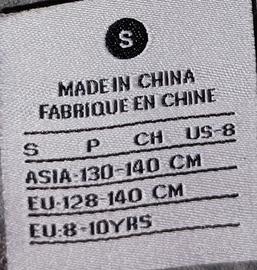 S
MADE IN CHINA
FABRIQUE EN CHINE
S P CH US-8
ASIA:130-140 CM
EU:128-140 CM
EU:8-10YRS